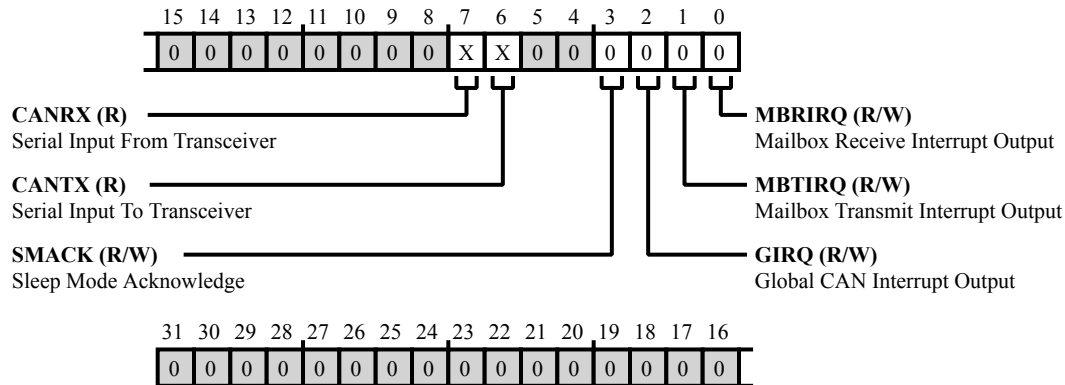 15 14 13 12 11 10 9 8 7 6 5 4 3 2 1 0
0 0 0 0 0 0 0 0 X X 0 0 0 0 0 0
CANRX (R)
Serial Input From Transceiver
MBRIRQ (R/W)
Mailbox Receive Interrupt Output
CANTX (R)
Serial Input To Transceiver
MBTIRQ (R/W)
Mailbox Transmit Interrupt Output
SMACK (R/W)
Sleep Mode Acknowledge
GIRQ (R/W)
Global CAN Interrupt Output
31 30 29 28 27 26 25 24 23 22 21 20 19 18 17 16
0 0 0 0 0 0 0 0 0 0 0 0 0 0 0 0